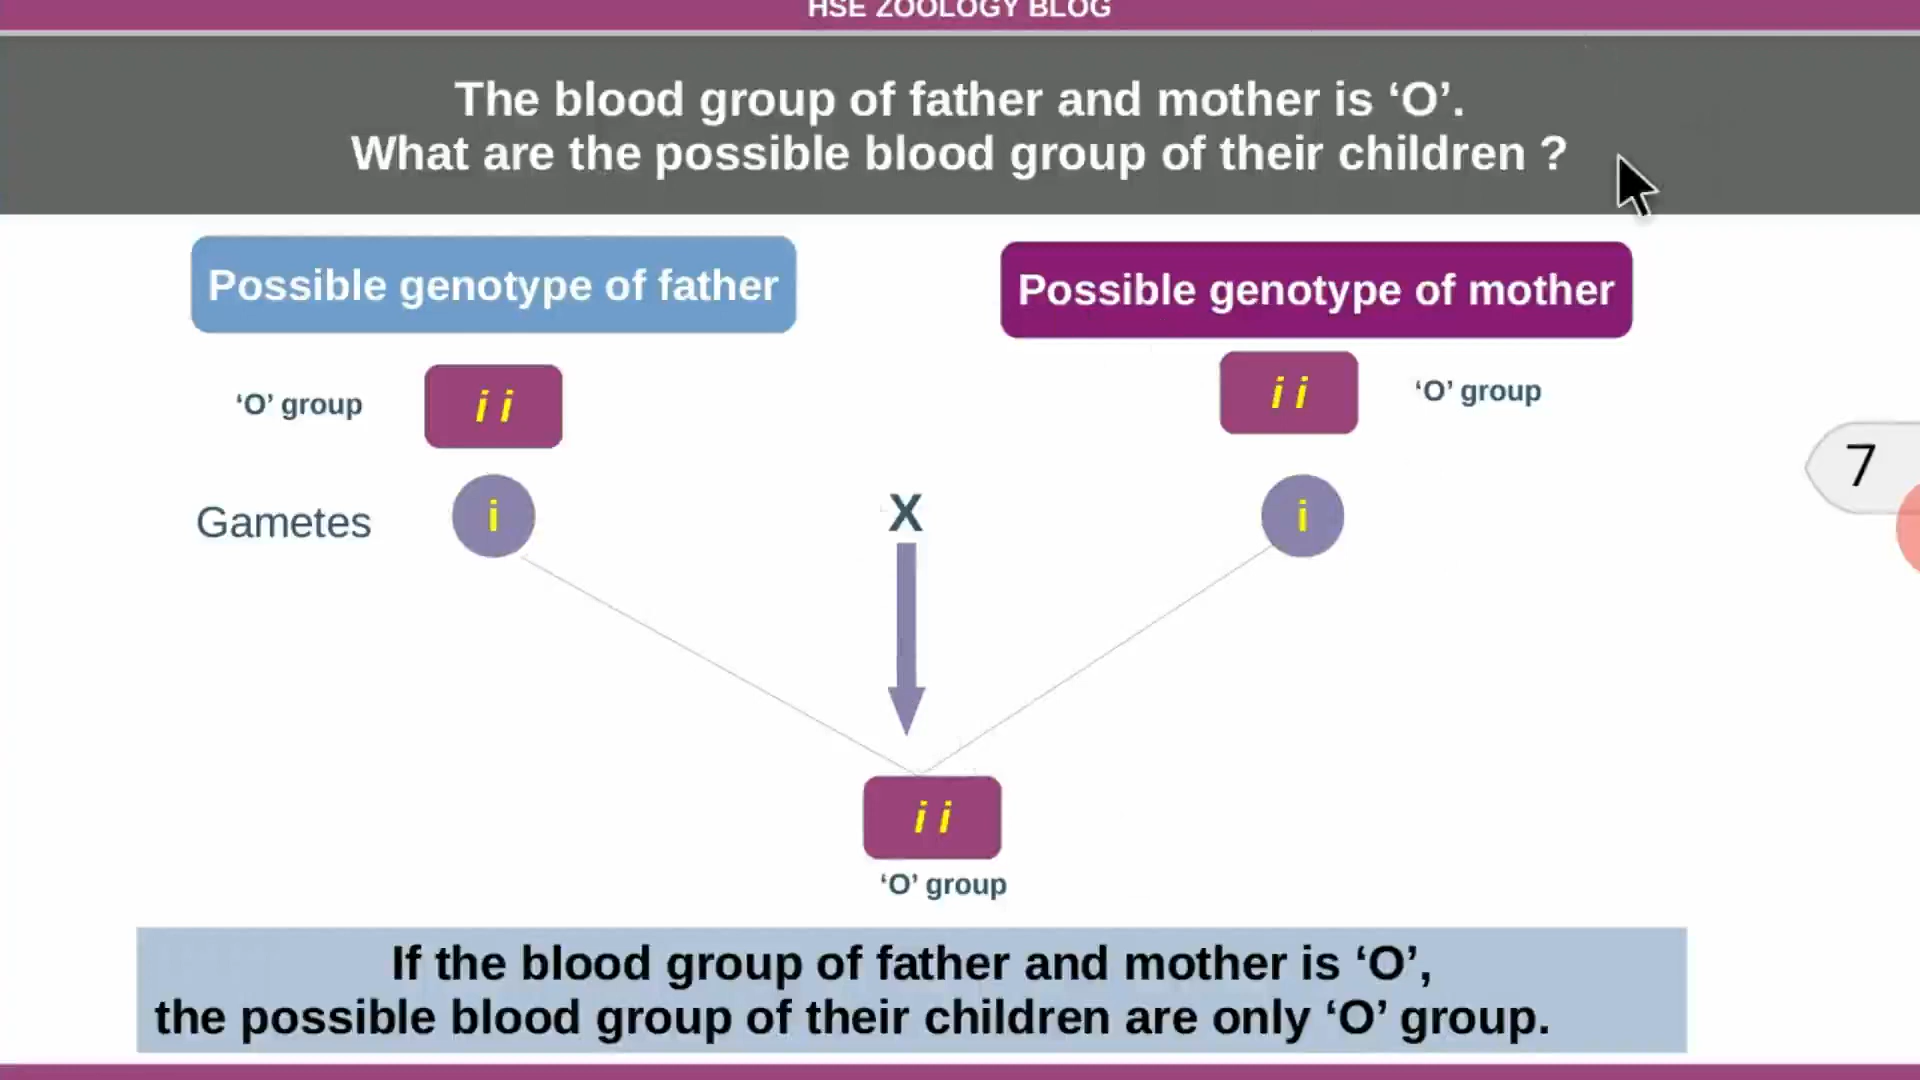 HSE ZOOLOGY BLOG
The blood group of father and mother is ‘O’.
What are the possible blood group of their children ?
Possible genotype of father
Possible genotype of mother
‘O’ group
i i
i i
‘O’ group
7
Gametes
i
X
i
i i
‘O’ group
If the blood group of father and mother is ‘O’,
the possible blood group of their children are only ‘O’ group.